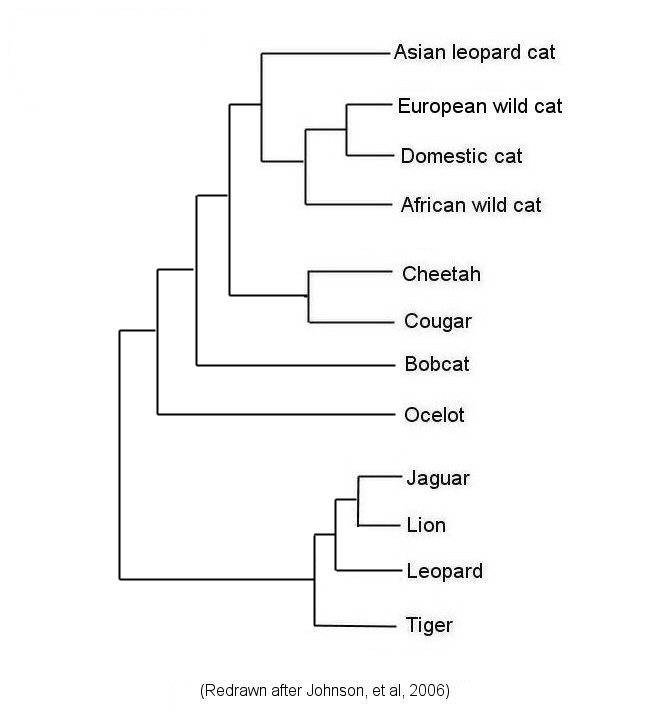 Asian leopard cat
European wild cat
Domestic cat
African wild cat
Cheetah
Cougar
Bobcat
Ocelot
Jaguar
Lion
Leopard
Tiger
(Redrawn after Johnson, et al, 2006)